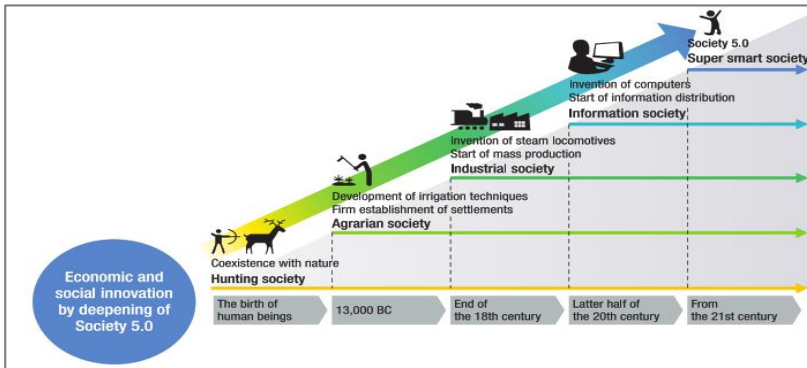 Society 5.0
Super smart society
Invention of computers
Start of information distribution
Information society
Invention of steam locomotives
Start of mass production
Industrial society
Development of irrigation techniques
Firm establishment of settlements
Agrarian society
Coexistence with nature
Hunting society
Economic and
social innovation
by deepening of
Society 5.0
The birth of
human beings
13,000 BC
End of
the 18th century
Latter half of
the 20th century
From
the 21st century